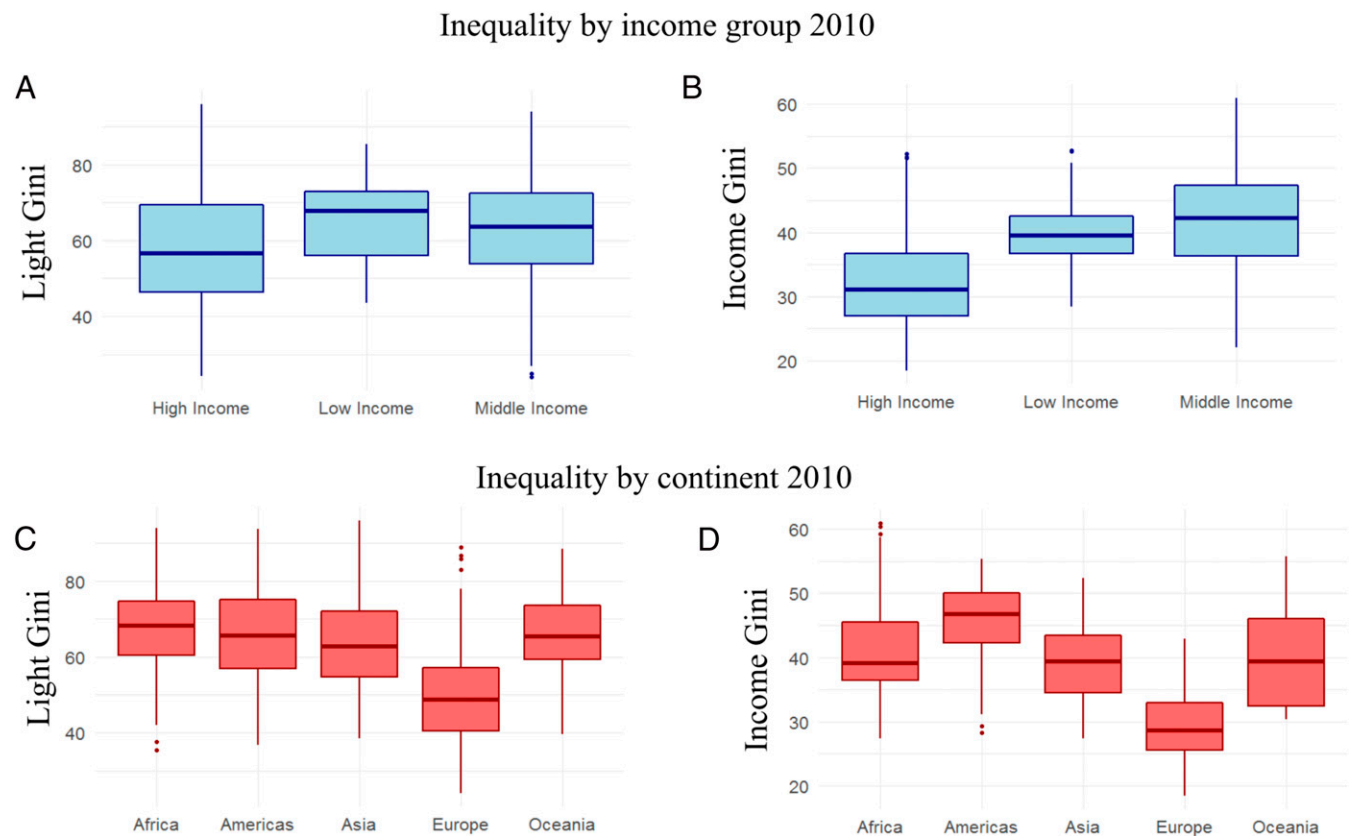 Inequality by income group 2010
A
Light Gini
80
60
40
High Income
Low Income
Middle Income
B
Income Gini
60
50
40
30
20
High Income
Low Income
Middle Income
Inequality by continent 2010
C
Light Gini
80
60
40
Africa
Americas
Asia
Europe
Oceania
D
Income Gini
60
50
40
30
20
Africa
Americas
Asia
Europe
Oceania